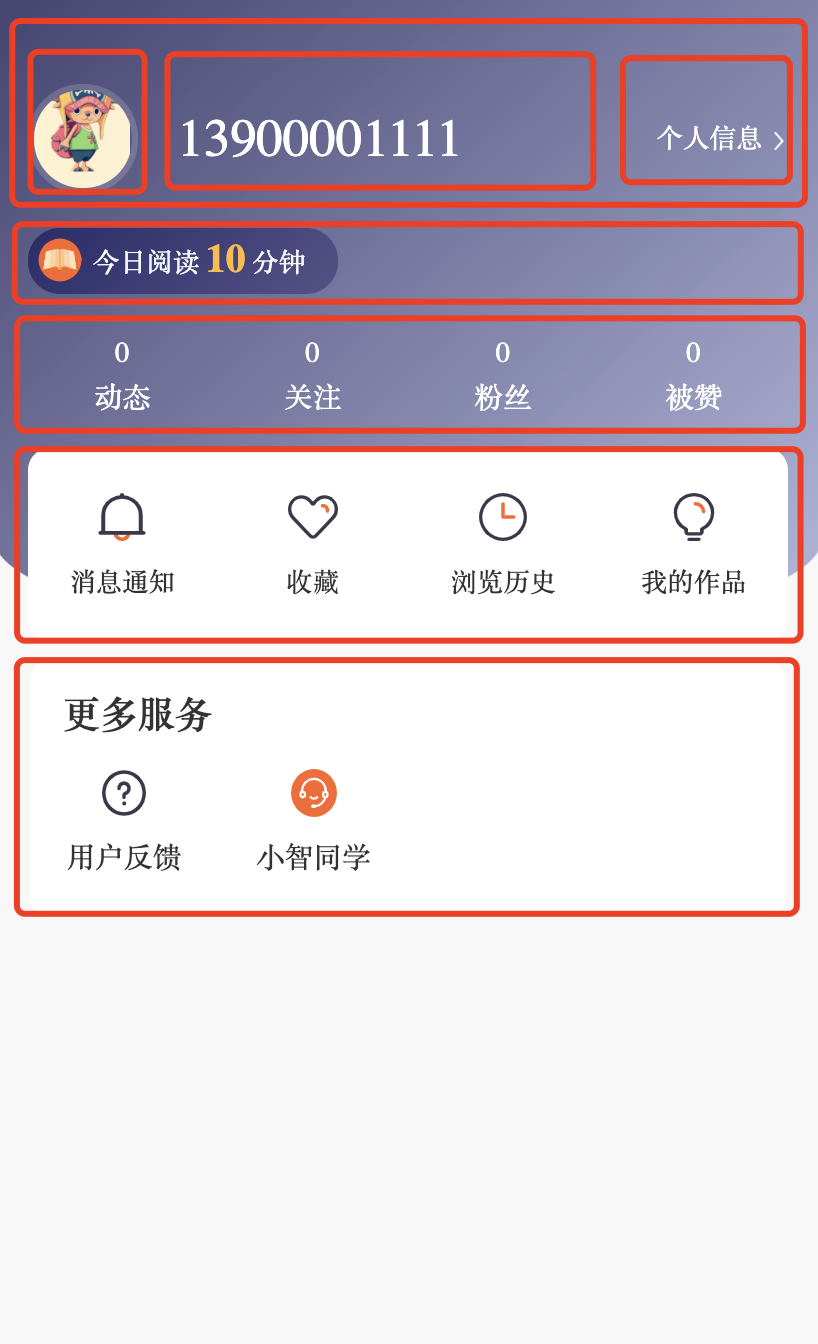 13900001111
个人信息 >
今日阅读 10 分钟
0 0 0 0
动态 关注 粉丝 被赞
消息通知 收藏 浏览历史 我的作品
更多服务
用户反馈 小智同学